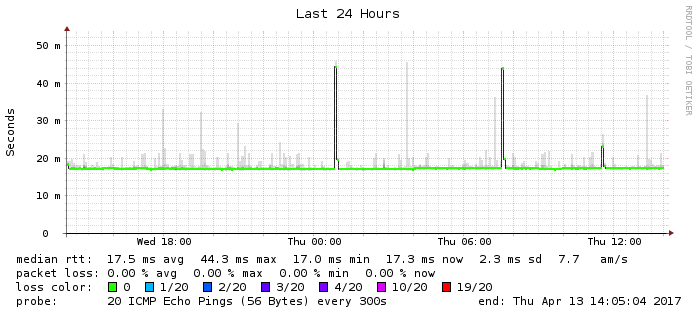 Last 24 Hours
RRDTOOL / TOBI OETIKER
Seconds
50 m
40 m
30 m
20 m
10 m
0
Wed 18:00 Thu 00:00 Thu 06:00 Thu 12:00
median rtt: 17.5 ms avg 44.3 ms max 17.0 ms min 17.3 ms now 2.3 ms sd 7.7 am/s
packet loss: 0.00 % avg 0.00 % max 0.00 % min 0.00 % now
loss color: 0 1/20 2/20 3/20 4/20 10/20 19/20
probe: 20 ICMP Echo Pings (56 Bytes) every 300s end: Thu Apr 13 14:05:04 2017